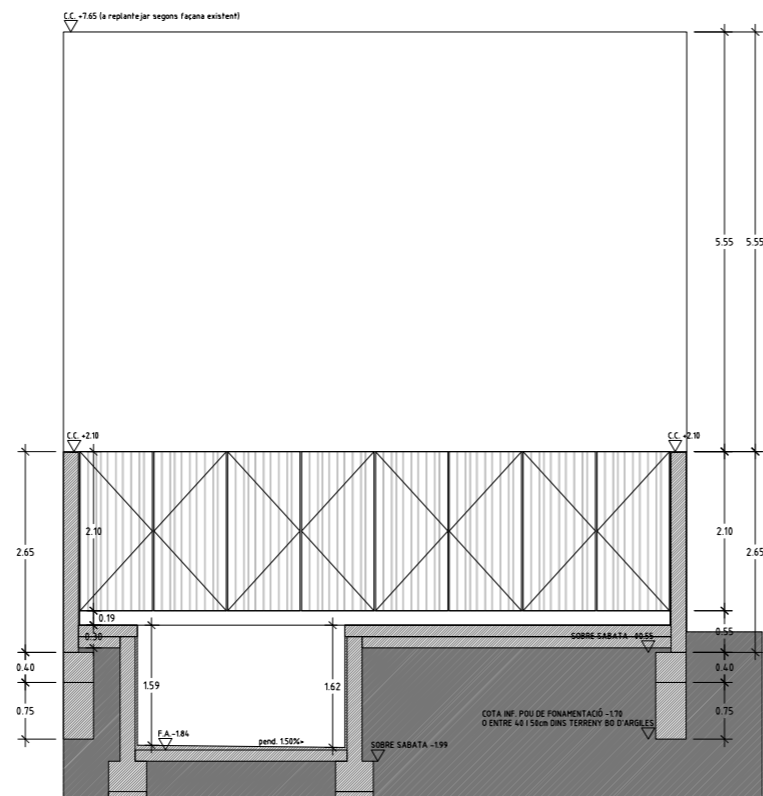 C.C. +7.65 (a replantejar segons façana existent)
5.55
5.55
C.C. +2.10
C.C. +2.10
2.65
2.10
2.10
2.65
0.19
0.30
0.55
SOBRE SABATA -00.55
0.40
0.40
0.75
0.75
1.59
1.62
COTA INF. POU DE FONAMENTACIÓ -1.70
O ENTRE 40 I 50cm DINS TERRENY BO D'ARGILES
F.A.-1.84
pend. 1.50%
SOBRE SABATA -1.99